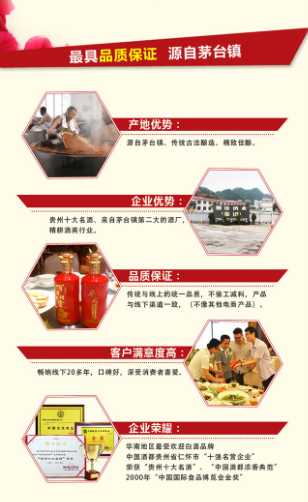 最具品质保证 源自茅台镇
产地优势：
源自茅台镇、传统古法酿造、精致佳酿。
企业优势：
贵州十大名酒、来自茅台镇第二大的酒厂，
精耕酒类行业。
品质保证：
传统与线上的统一品质，不偷工减料，产品
与线下渠道一致，（不像其他电商产品）。
客户满意度高：
畅销线下20多年，口碑好，深受消费者喜爱。
企业荣耀：
华南地区最受欢迎白酒品牌
中国酒都贵州省仁怀市“十强名营企业”
荣获“贵州十大名酒”、“中国酒都浓香典范”
2000年“中国国际食品博览会金奖”